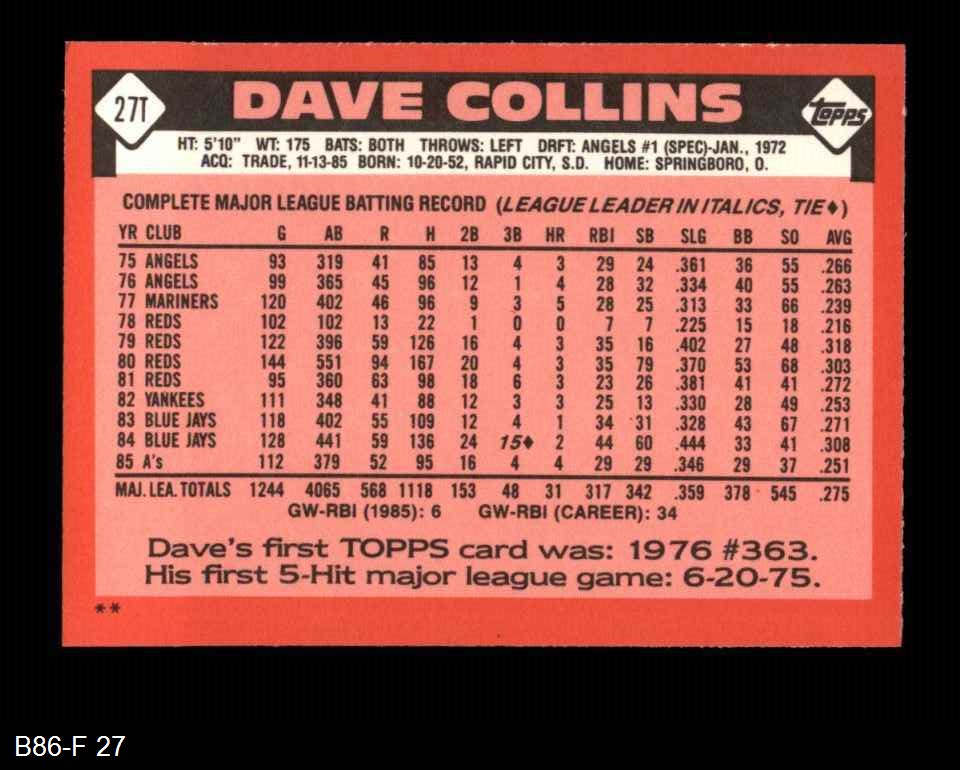 27T
DAVE COLLINS
TOPPS
HT: 5'10" WT: 175 BATS: BOTH THROWS: LEFT DRFT: ANGELS #1 (SPEC)-JAN., 1972
ACQ: TRADE, 11-13-85 BORN: 10-20-52, RAPID CITY, S.D. HOME: SPRINGBORO, O.
COMPLETE MAJOR LEAGUE BATTING RECORD (LEAGUE LEADER IN ITALICS, TIE♦)
YR CLUB G AB R H 2B 3B HR RBI SB SLG BB SO AVG
75 ANGELS 93 319 41 85 13 4 3 29 24 .361 36 55 .266
76 ANGELS 99 365 45 96 12 1 4 28 32 .334 40 55 .263
77 MARINERS 120 402 46 96 9 3 5 28 25 .313 33 66 .239
78 REDS 102 102 13 22 1 0 0 7 7 .225 15 18 .216
79 REDS 122 396 59 126 16 4 3 35 16 .402 27 48 .318
80 REDS 144 551 94 167 20 4 3 35 79 .370 53 68 .303
81 REDS 95 360 63 98 18 6 3 23 26 .381 41 41 .272
82 YANKEES 111 348 41 88 12 3 3 25 13 .330 28 49 .253
83 BLUE JAYS 118 402 55 109 12 4 1 34 31 .328 43 67 .271
84 BLUE JAYS 128 441 59 136 24 15♦ 2 44 60 .444 33 41 .308
85 A's 112 379 52 95 16 4 4 29 29 .346 29 37 .251
MAJ. LEA. TOTALS 1244 4065 568 1118 153 48 31 317 342 .359 378 545 .275
GW-RBI (1985): 6 GW-RBI (CAREER): 34
Dave's first TOPPS card was: 1976 #363.
His first 5-Hit major league game: 6-20-75.
**
B86-F 27